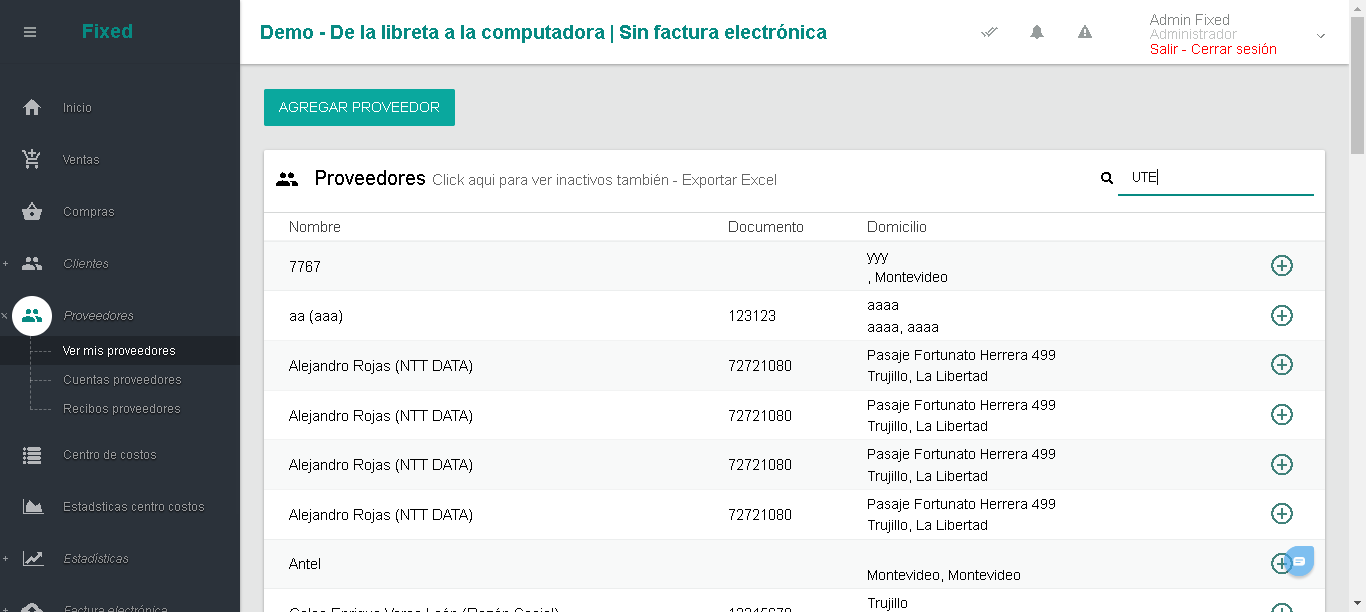 Fixed
Demo - De la libreta a la computadora | Sin factura electrónica
Admin Fixed
Administrador
Salir - Cerrar sesión
Inicio
Ventas
Compras
+ Clientes
x Proveedores
Ver mis proveedores
Cuentas proveedores
Recibos proveedores
Centro de costos
Estadsticas centro costos
+ Estadísticas
+ Factura electrónica
AGREGAR PROVEEDOR
Proveedores Click aqui para ver inactivos también - Exportar Excel
UTE
Nombre Documento Domicilio
7767 yyy
, Montevideo
aa (aaa) 123123 aaaa
aaaa, aaaa
Alejandro Rojas (NTT DATA) 72721080 Pasaje Fortunato Herrera 499
Trujillo, La Libertad
Alejandro Rojas (NTT DATA) 72721080 Pasaje Fortunato Herrera 499
Trujillo, La Libertad
Alejandro Rojas (NTT DATA) 72721080 Pasaje Fortunato Herrera 499
Trujillo, La Libertad
Alejandro Rojas (NTT DATA) 72721080 Pasaje Fortunato Herrera 499
Trujillo, La Libertad
Antel
Montevideo, Montevideo
Trujillo